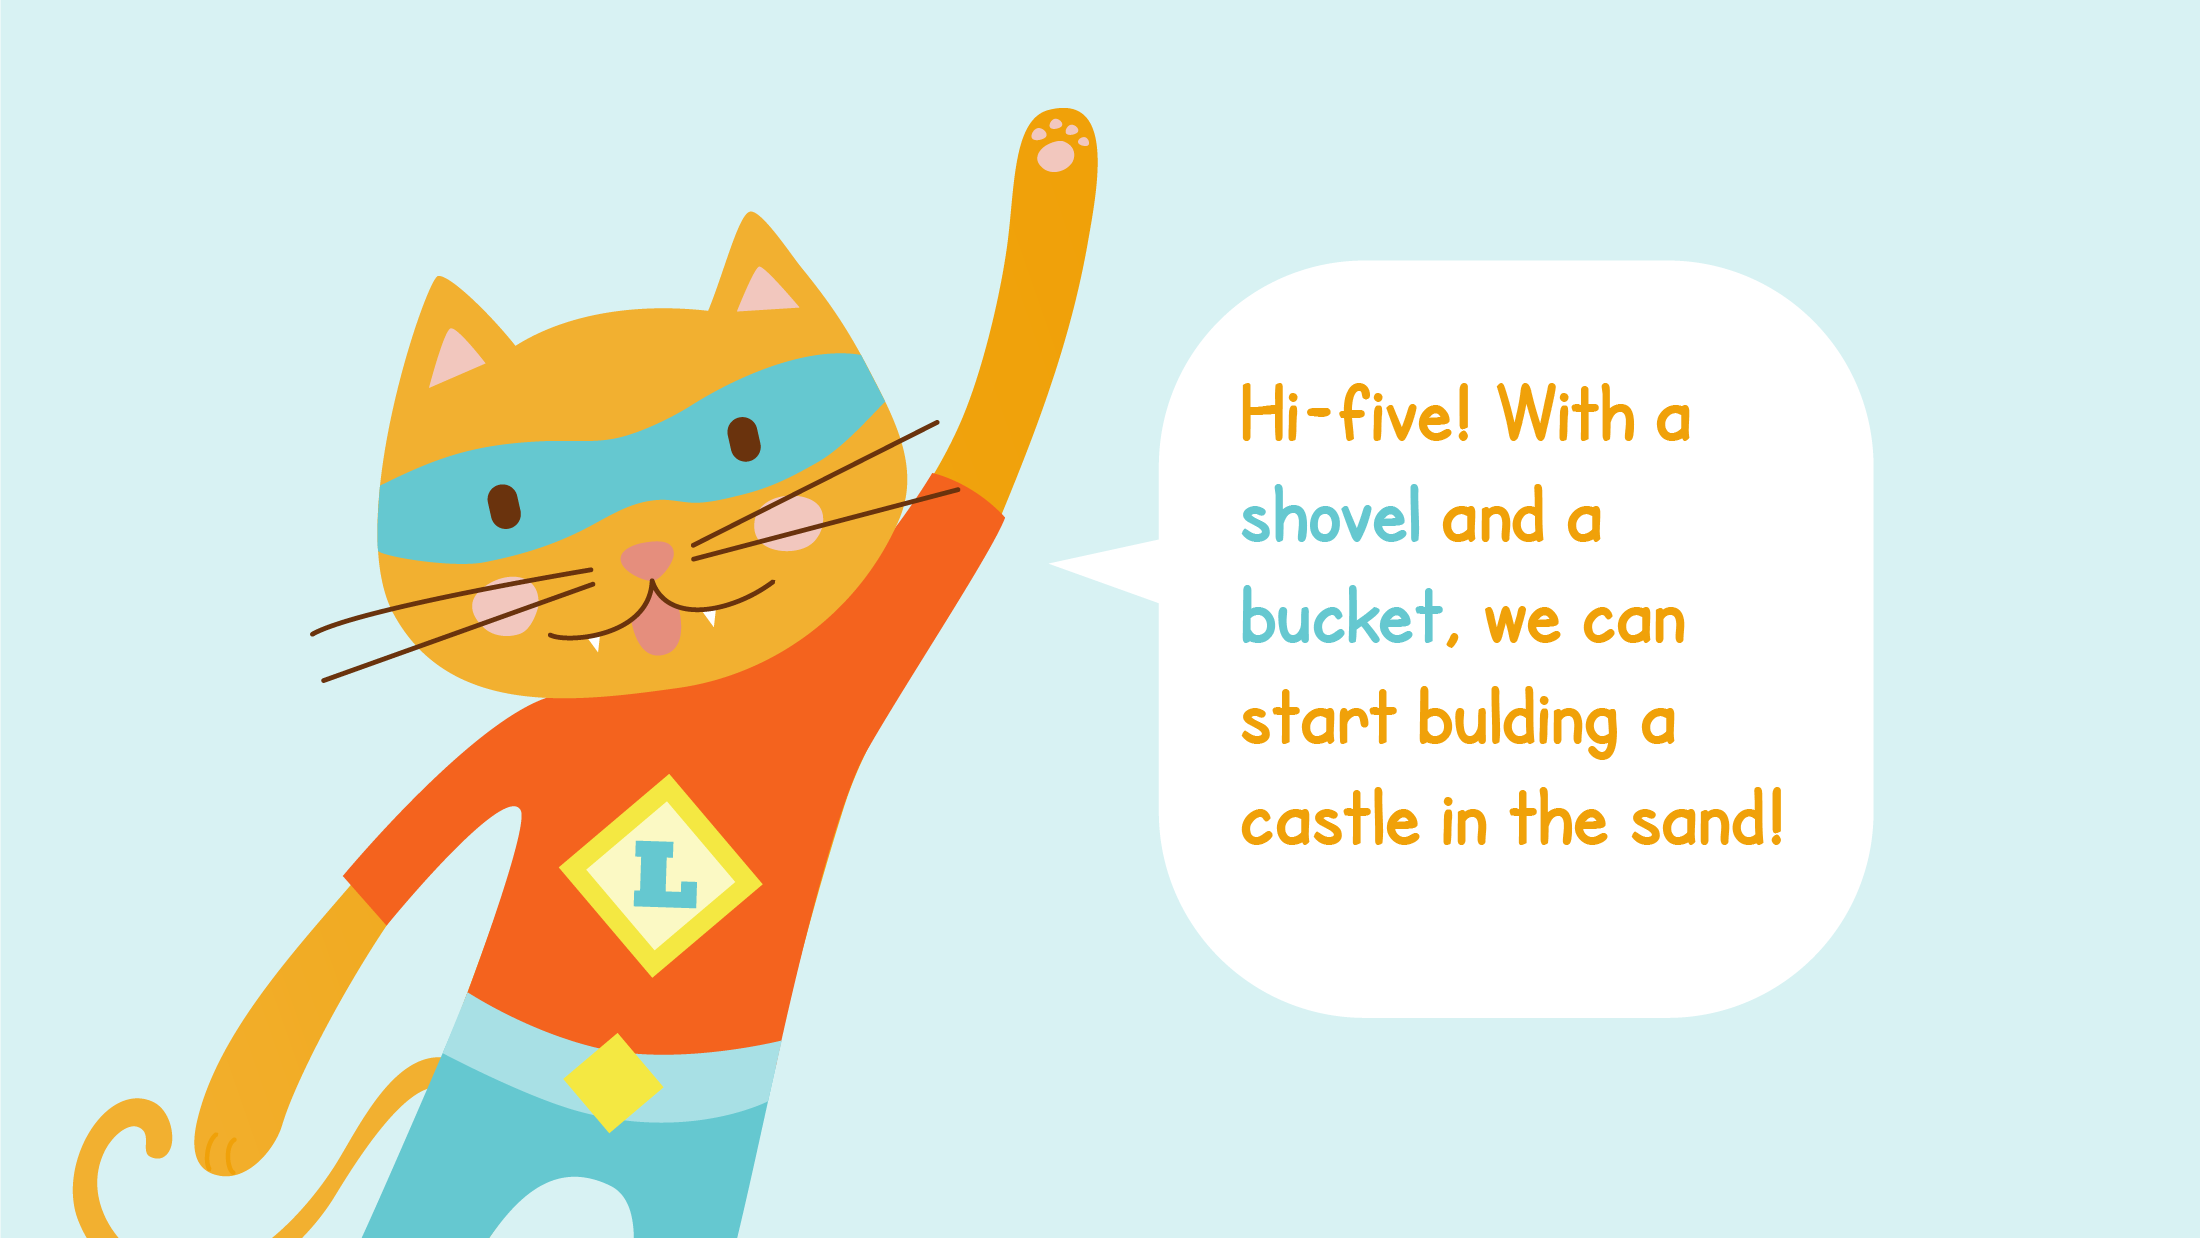 Hi-five! With a
shovel and a
bucket, we can
start bulding a
castle in the sand!
L